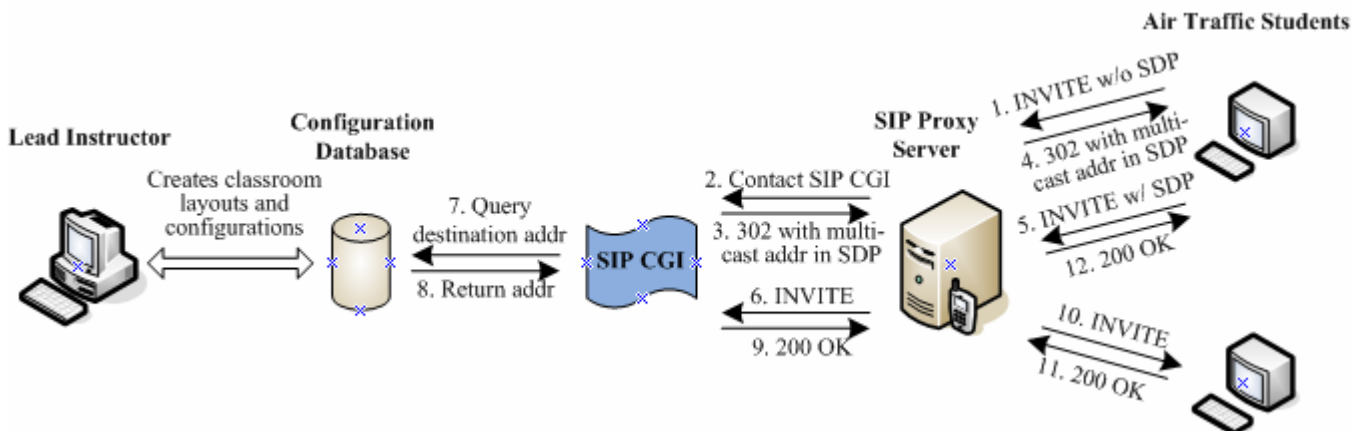 Air Traffic Students
1. INVITE w/o SDP
4. 302 with multi-
cast addr in SDP
5. INVITE w/ SDP
12. 200 OK
10. INVITE
11. 200 OK
SIP Proxy
Server
2. Contact SIP CGI
3. 302 with multi-
cast addr in SDP
6. INVITE
9. 200 OK
SIP CGI
Configuration
Database
7. Query
destination addr
8. Return addr
Lead Instructor
Creates classroom
layouts and
configurations